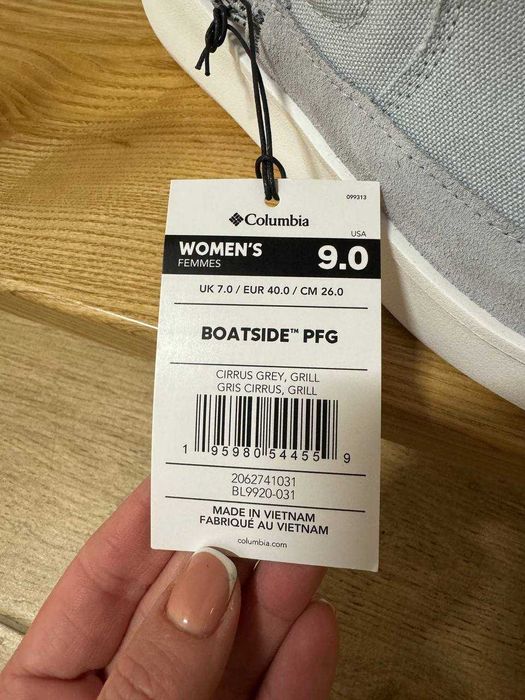 099313
Columbia
USA
WOMEN'S 9.0
FEMMES
UK 7.0 / EUR 40.0 / CM 26.0
BOATSIDE™ PFG
CIRRUS GREY, GRILL
GRIS CIRRUS, GRILL
1 95980 54455 9
2062741031
BL9920-031
MADE IN VIETNAM
FABRIQUÉ AU VIETNAM
columbia.com